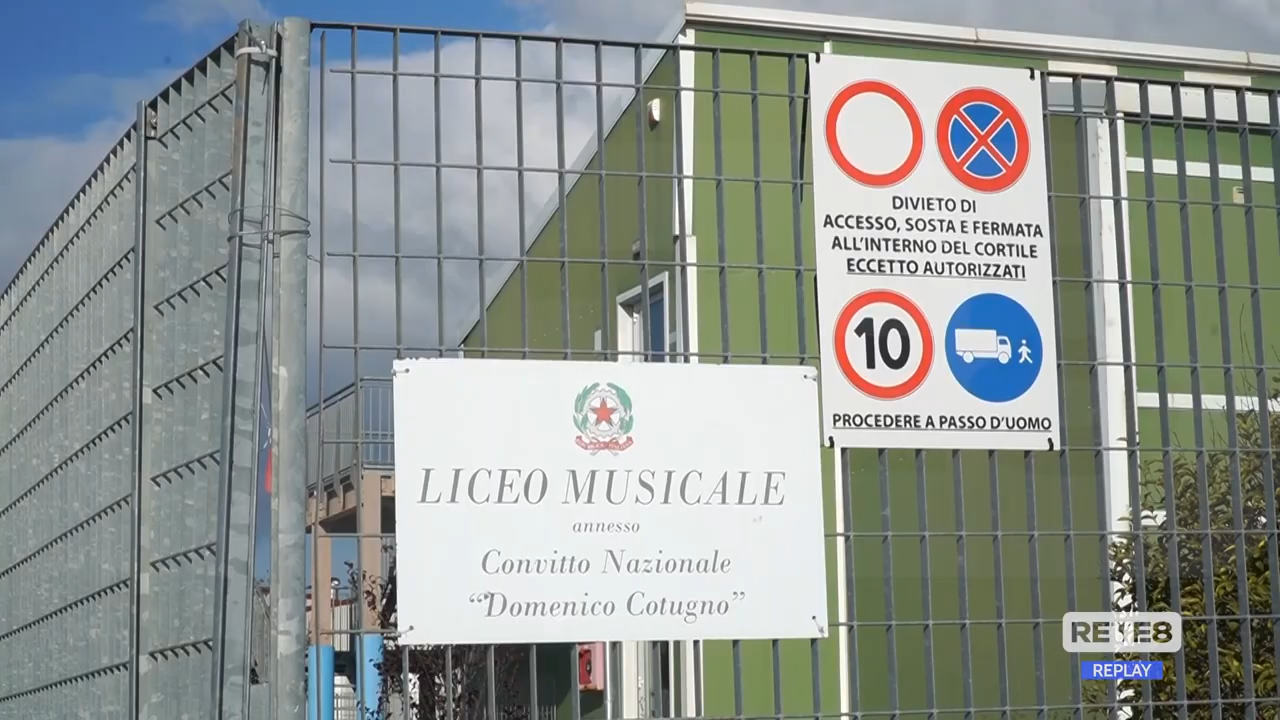 DIVIETO DI
ACCESSO, SOSTA E FERMATA
ALL'INTERNO DEL CORTILE
ECCETTO AUTORIZZATI
10
PROCEDERE A PASSO D'UOMO
LICEO MUSICALE
annesso
Convitto Nazionale
“Domenico Cotugno”
RETE8
REPLAY